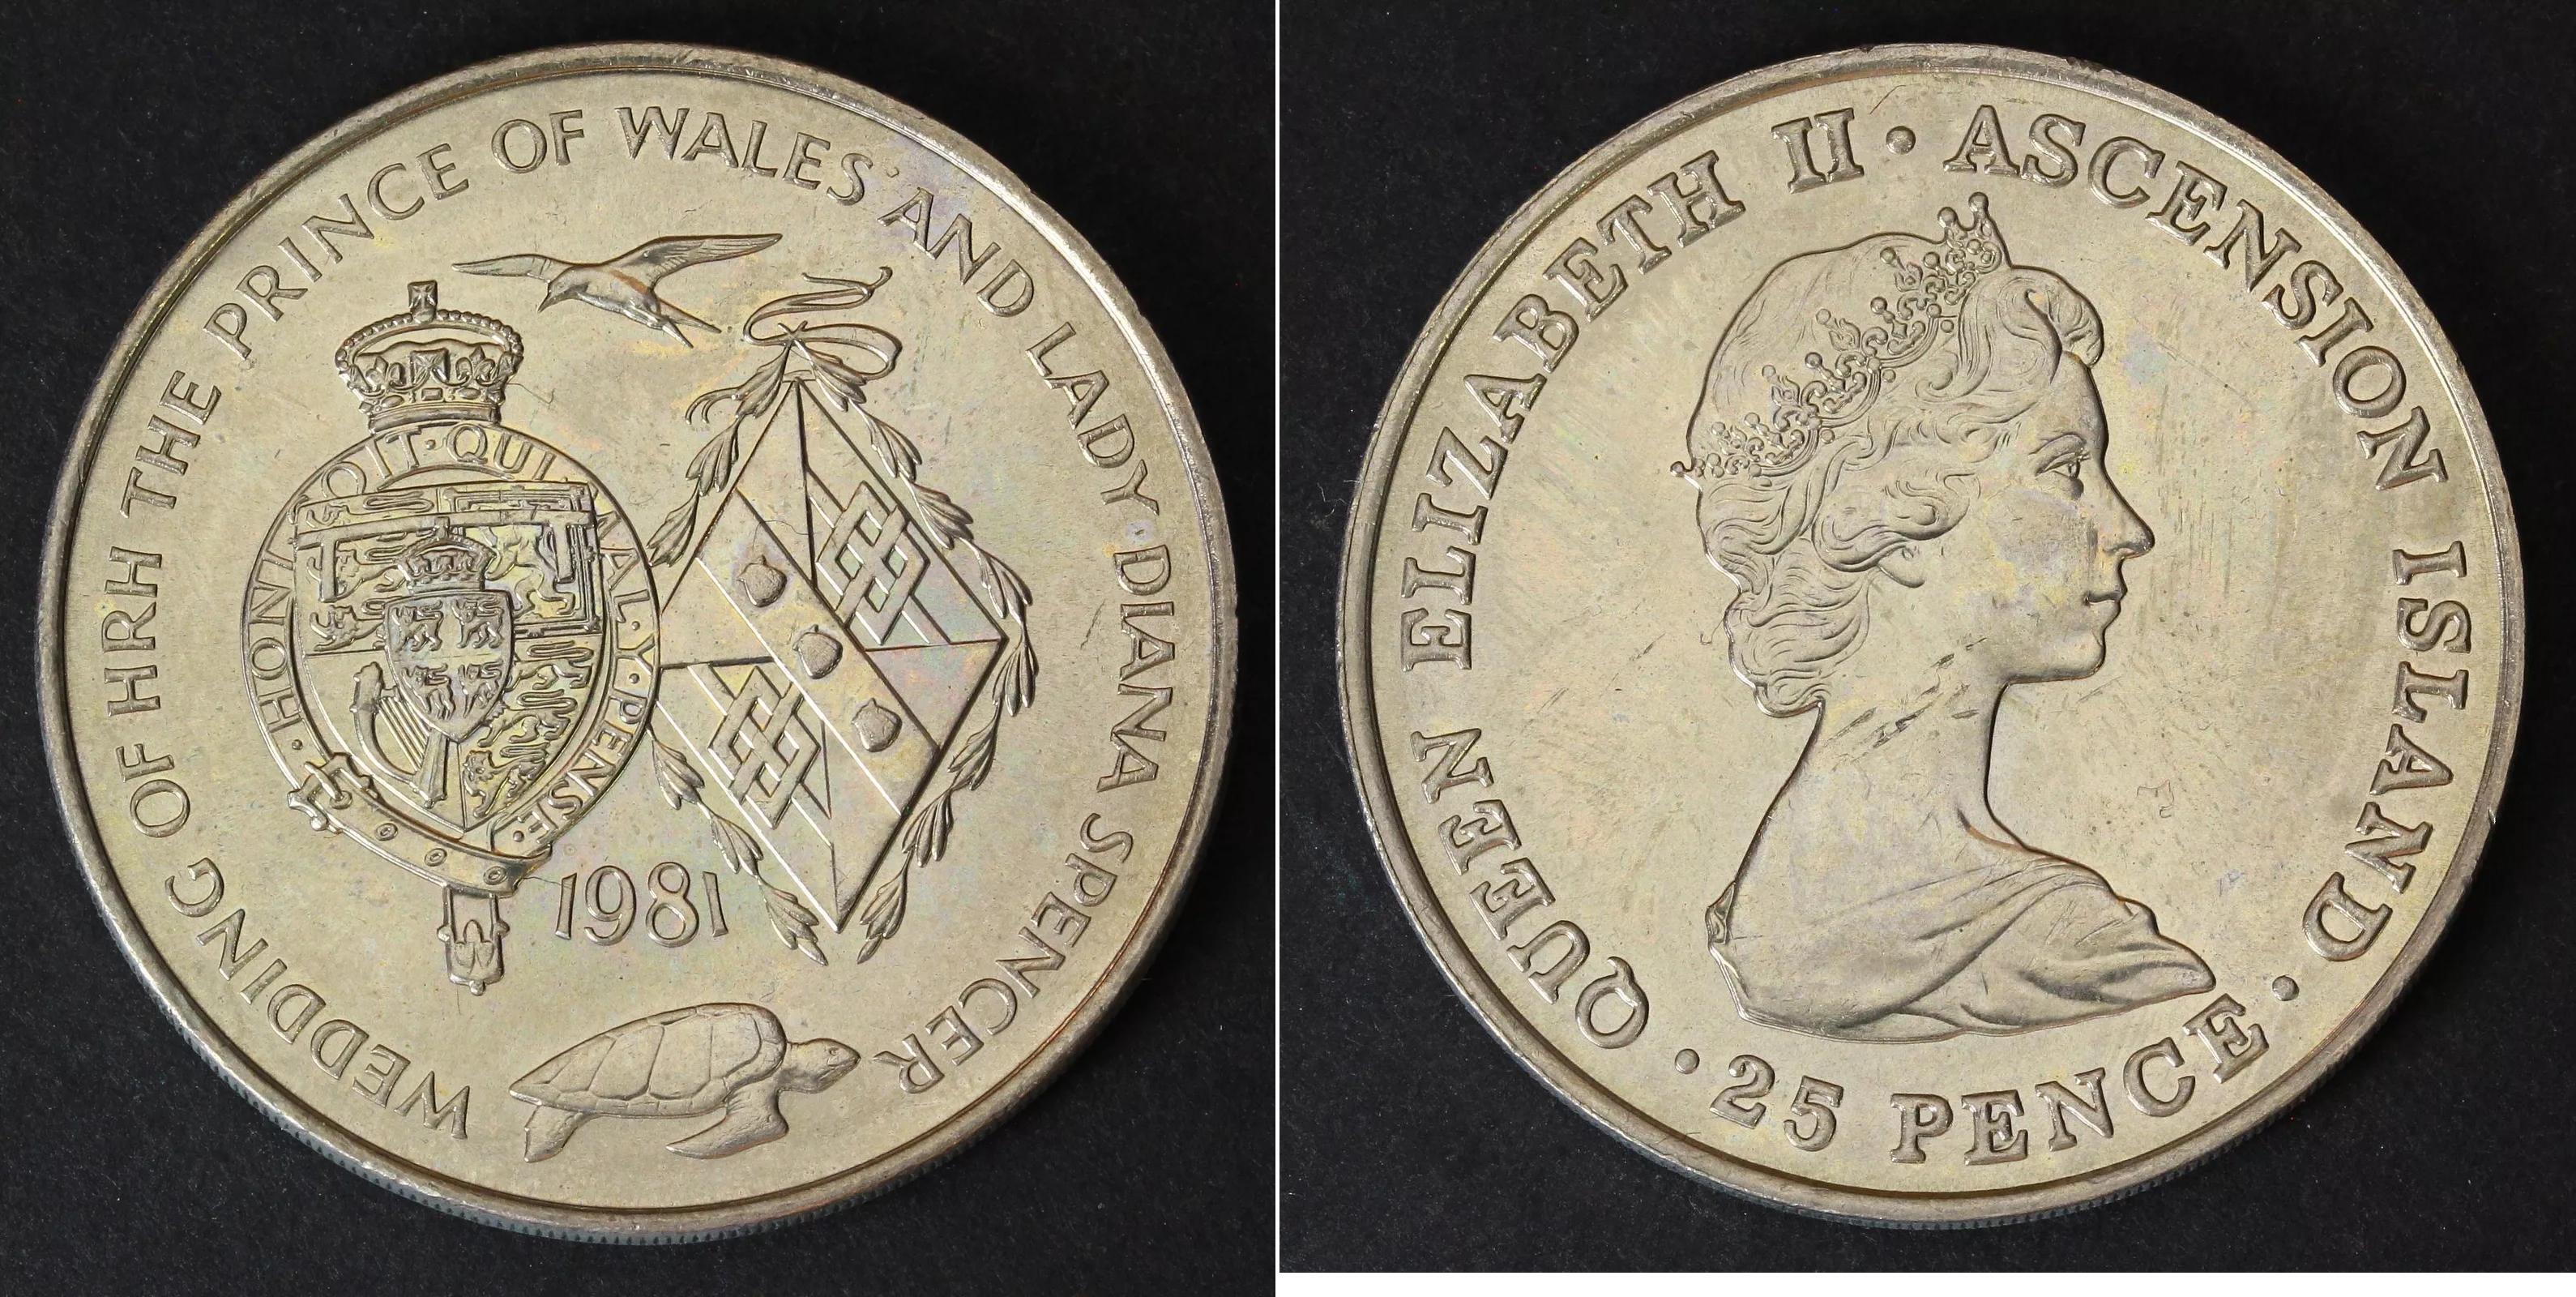 WEDDING OF HRH THE PRINCE OF WALES AND LADY DIANA SPENCER
HONI
OIT·QUI
MAL·Y·PENSE·
1981
QUEEN ELIZABETH II · ASCENSION ISLAND ·
· 25 PENCE